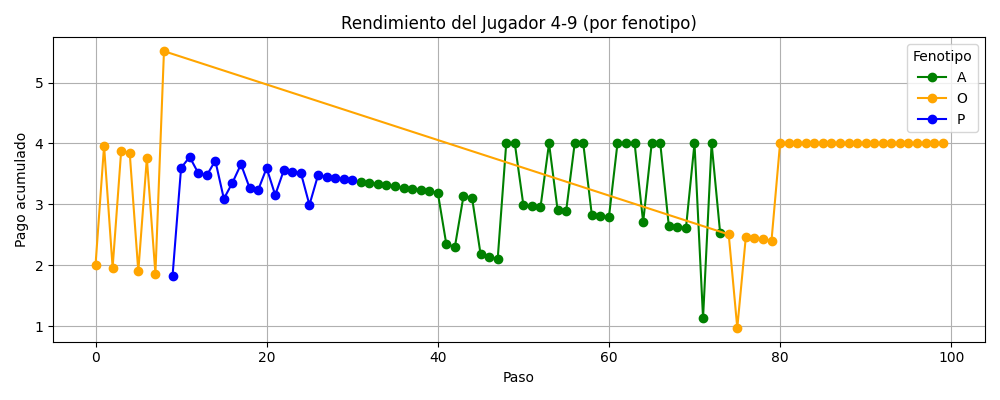 Rendimiento del Jugador 4-9 (por fenotipo)
Pago acumulado
5
4
3
2
1
Fenotipo
A
O
P
0 20 40 60 80 100
Paso